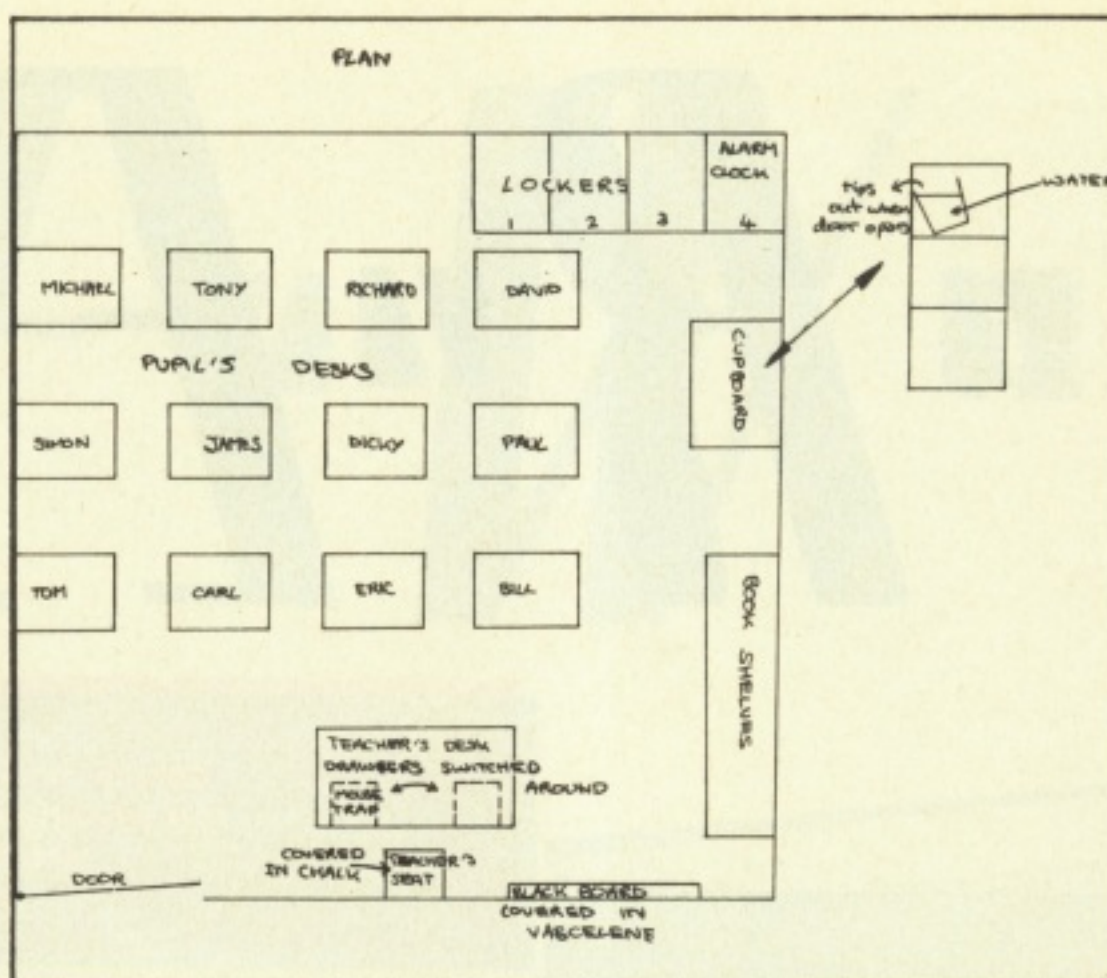 PLAN
ALARM
CLOCK
LOCKERS
1 2 3 4
tips
out when
door opens
WATER
MICHAEL TONY RICHARD DAVID
PUPIL'S DESKS
CUPBOARD
SIMON JAMES DICKY PAUL
TOM CARL ERIC BILL
BOOK SHELVES
TEACHER'S DESK
DRAWERS SWITCHED
AROUND
MOUSE
TRAP
COVERED
IN CHALK
TEACHER'S
SEAT
DOOR
BLACK BOARD
COVERED IN
VASCELENE